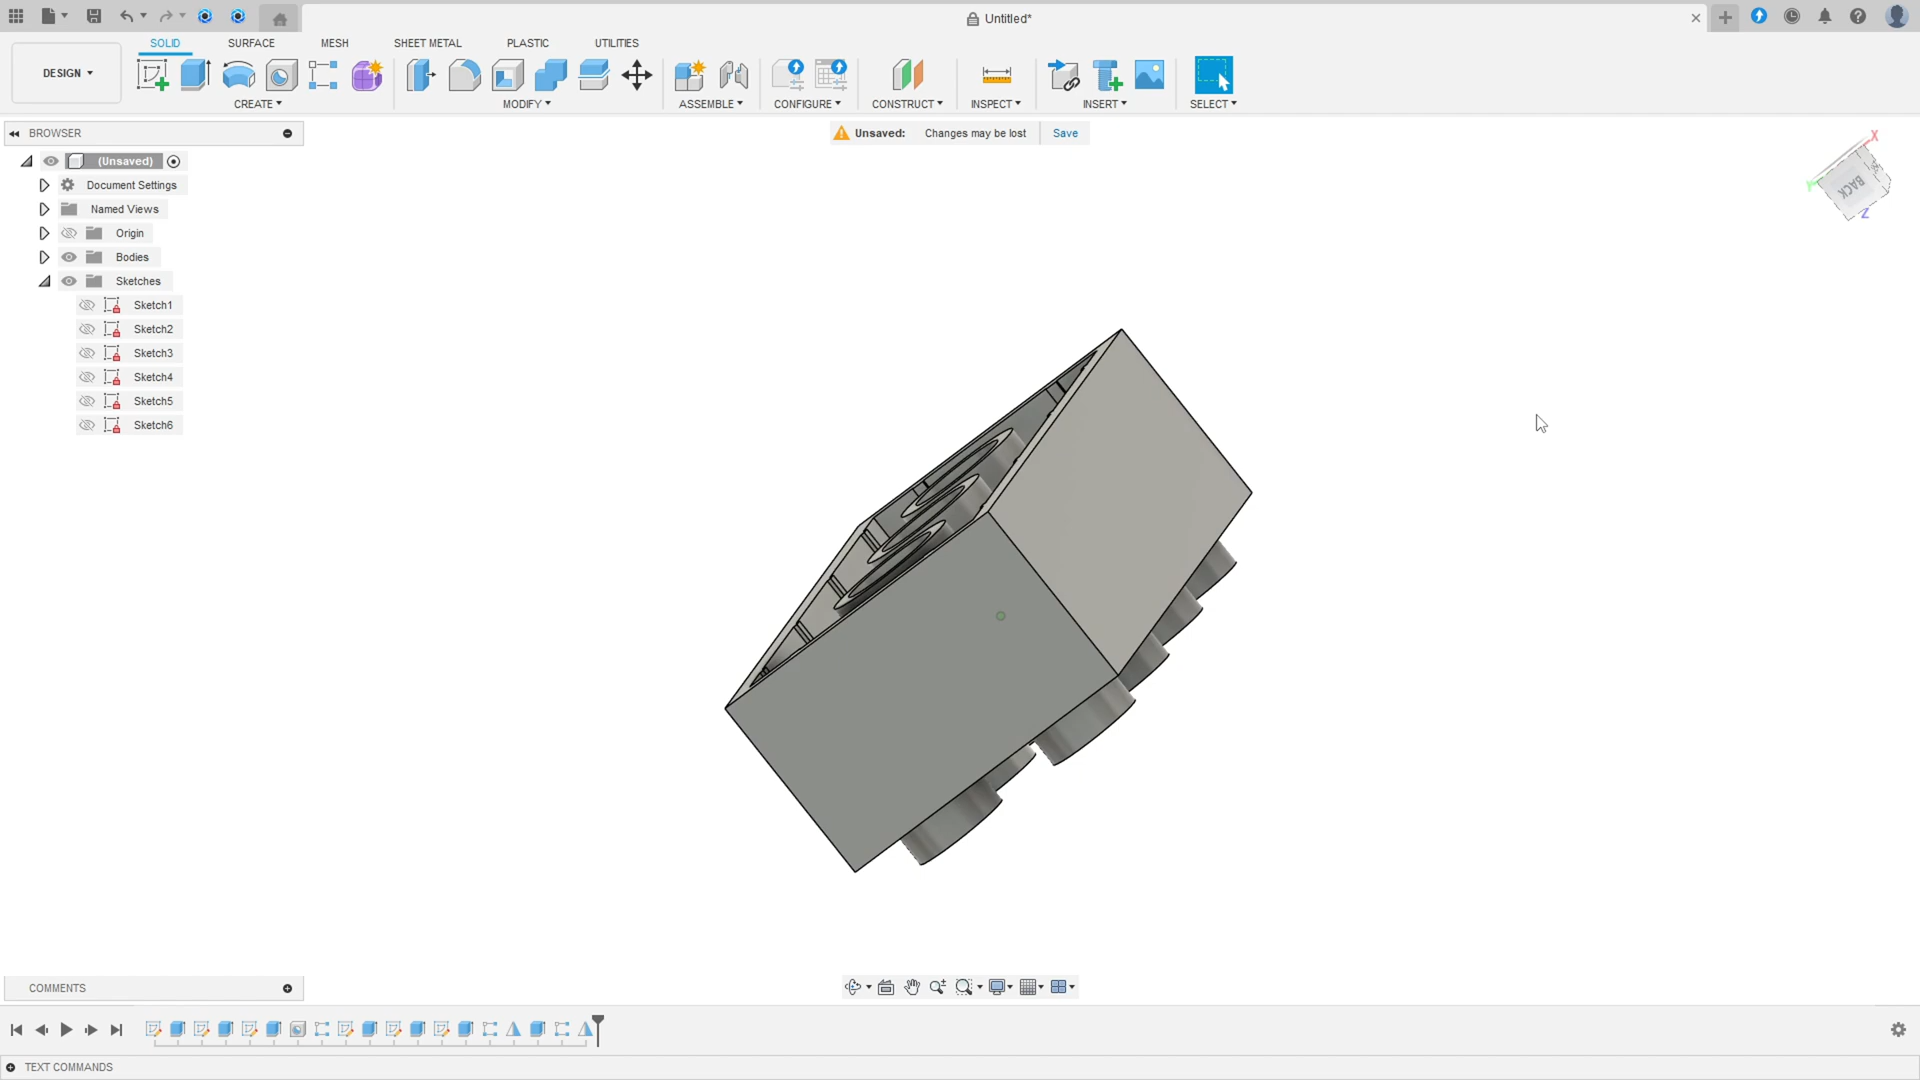 Untitled*
DESIGN
SOLID
SURFACE
MESH
SHEET METAL
PLASTIC
UTILITIES
CREATE
MODIFY
ASSEMBLE
CONFIGURE
CONSTRUCT
INSPECT
INSERT
SELECT
BROWSER
Unsaved: Changes may be lost Save
(Unsaved)
Document Settings
Named Views
Origin
Bodies
Sketches
Sketch1
Sketch2
Sketch3
Sketch4
Sketch5
Sketch6
X
Y
BACK
Z
COMMENTS
TEXT COMMANDS